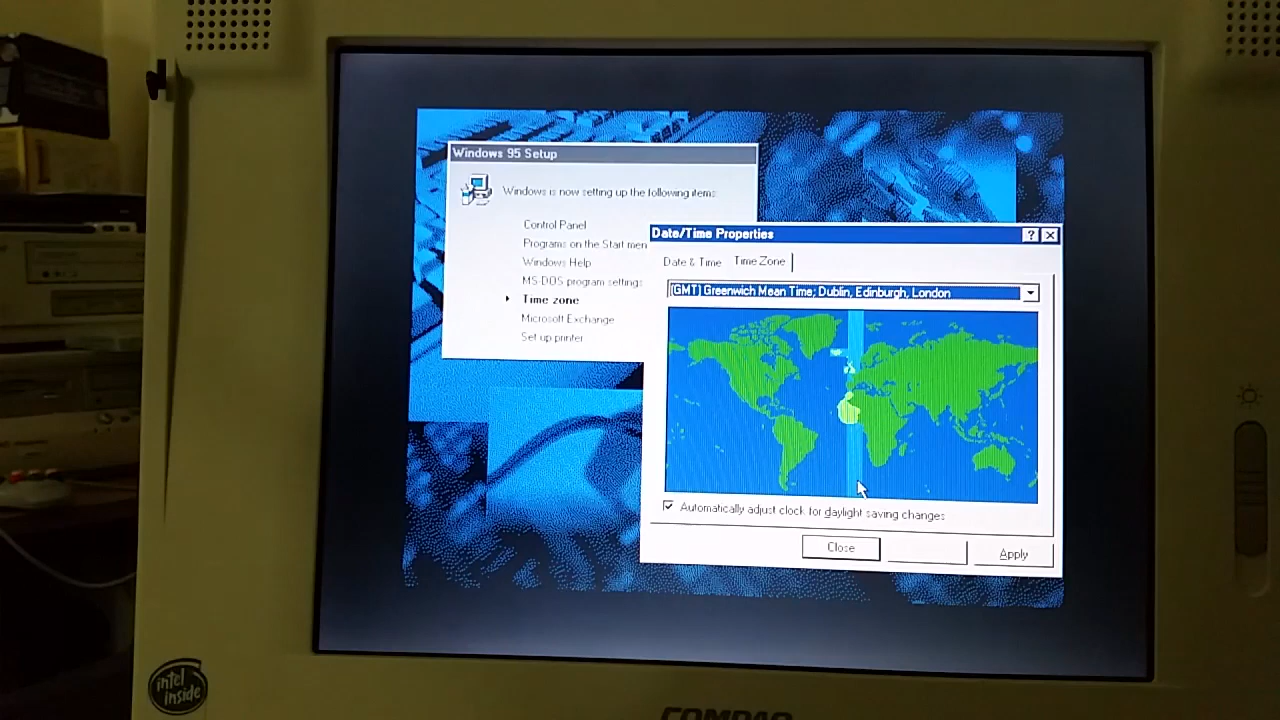 Windows 95 Setup
Windows is now setting up the following items:
Control Panel
Programs on the Start men
Windows Help
MS-DOS program settings
Time zone
Microsoft Exchange
Set up printer
Date/Time Properties
Date & Time
Time Zone
(GMT) Greenwich Mean Time; Dublin, Edinburgh, London
Automatically adjust clock for daylight saving changes
Close
Apply
intel
inside
COMPAQ